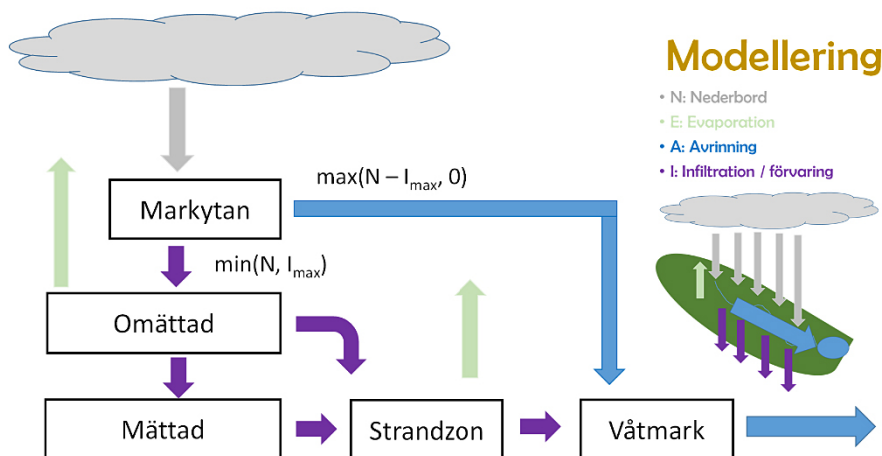 Modellering
• N: Nederbord
• E: Evaporation
• A: Avrinning
• I: Infiltration / förvaring
max(N – Imax, 0)
Markytan
min(N, Imax)
Omättad
Mättad
Strandzon
Våtmark